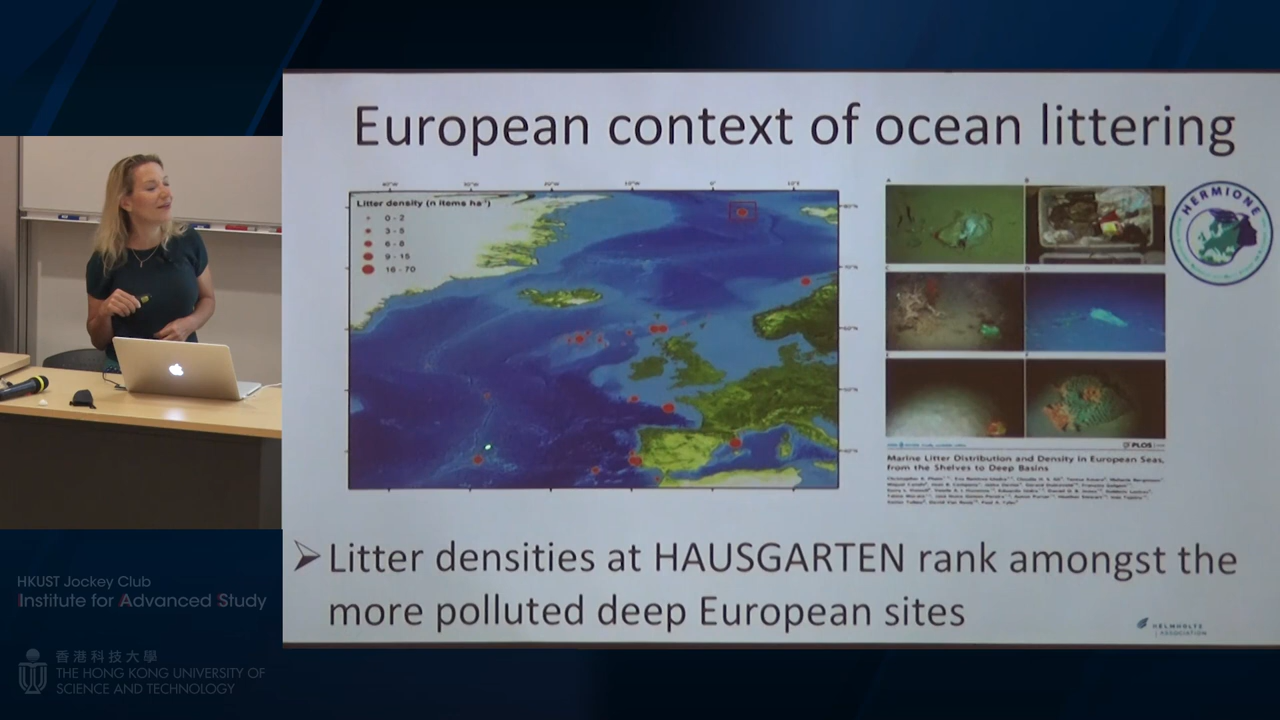 European context of ocean littering
Litter density (n items ha⁻¹)
0 - 2
3 - 5
6 - 8
9 - 15
16 - 70
A
B
C
D
E
F
HERMIONE
PLOS
Marine Litter Distribution and Density in European Seas,
from the Shelves to Deep Basins
➢ Litter densities at HAUSGARTEN rank amongst the
more polluted deep European sites
HELMHOLTZ
ASSOCIATION
HKUST Jockey Club
Institute for Advanced Study
香港科技大學
THE HONG KONG UNIVERSITY OF
SCIENCE AND TECHNOLOGY